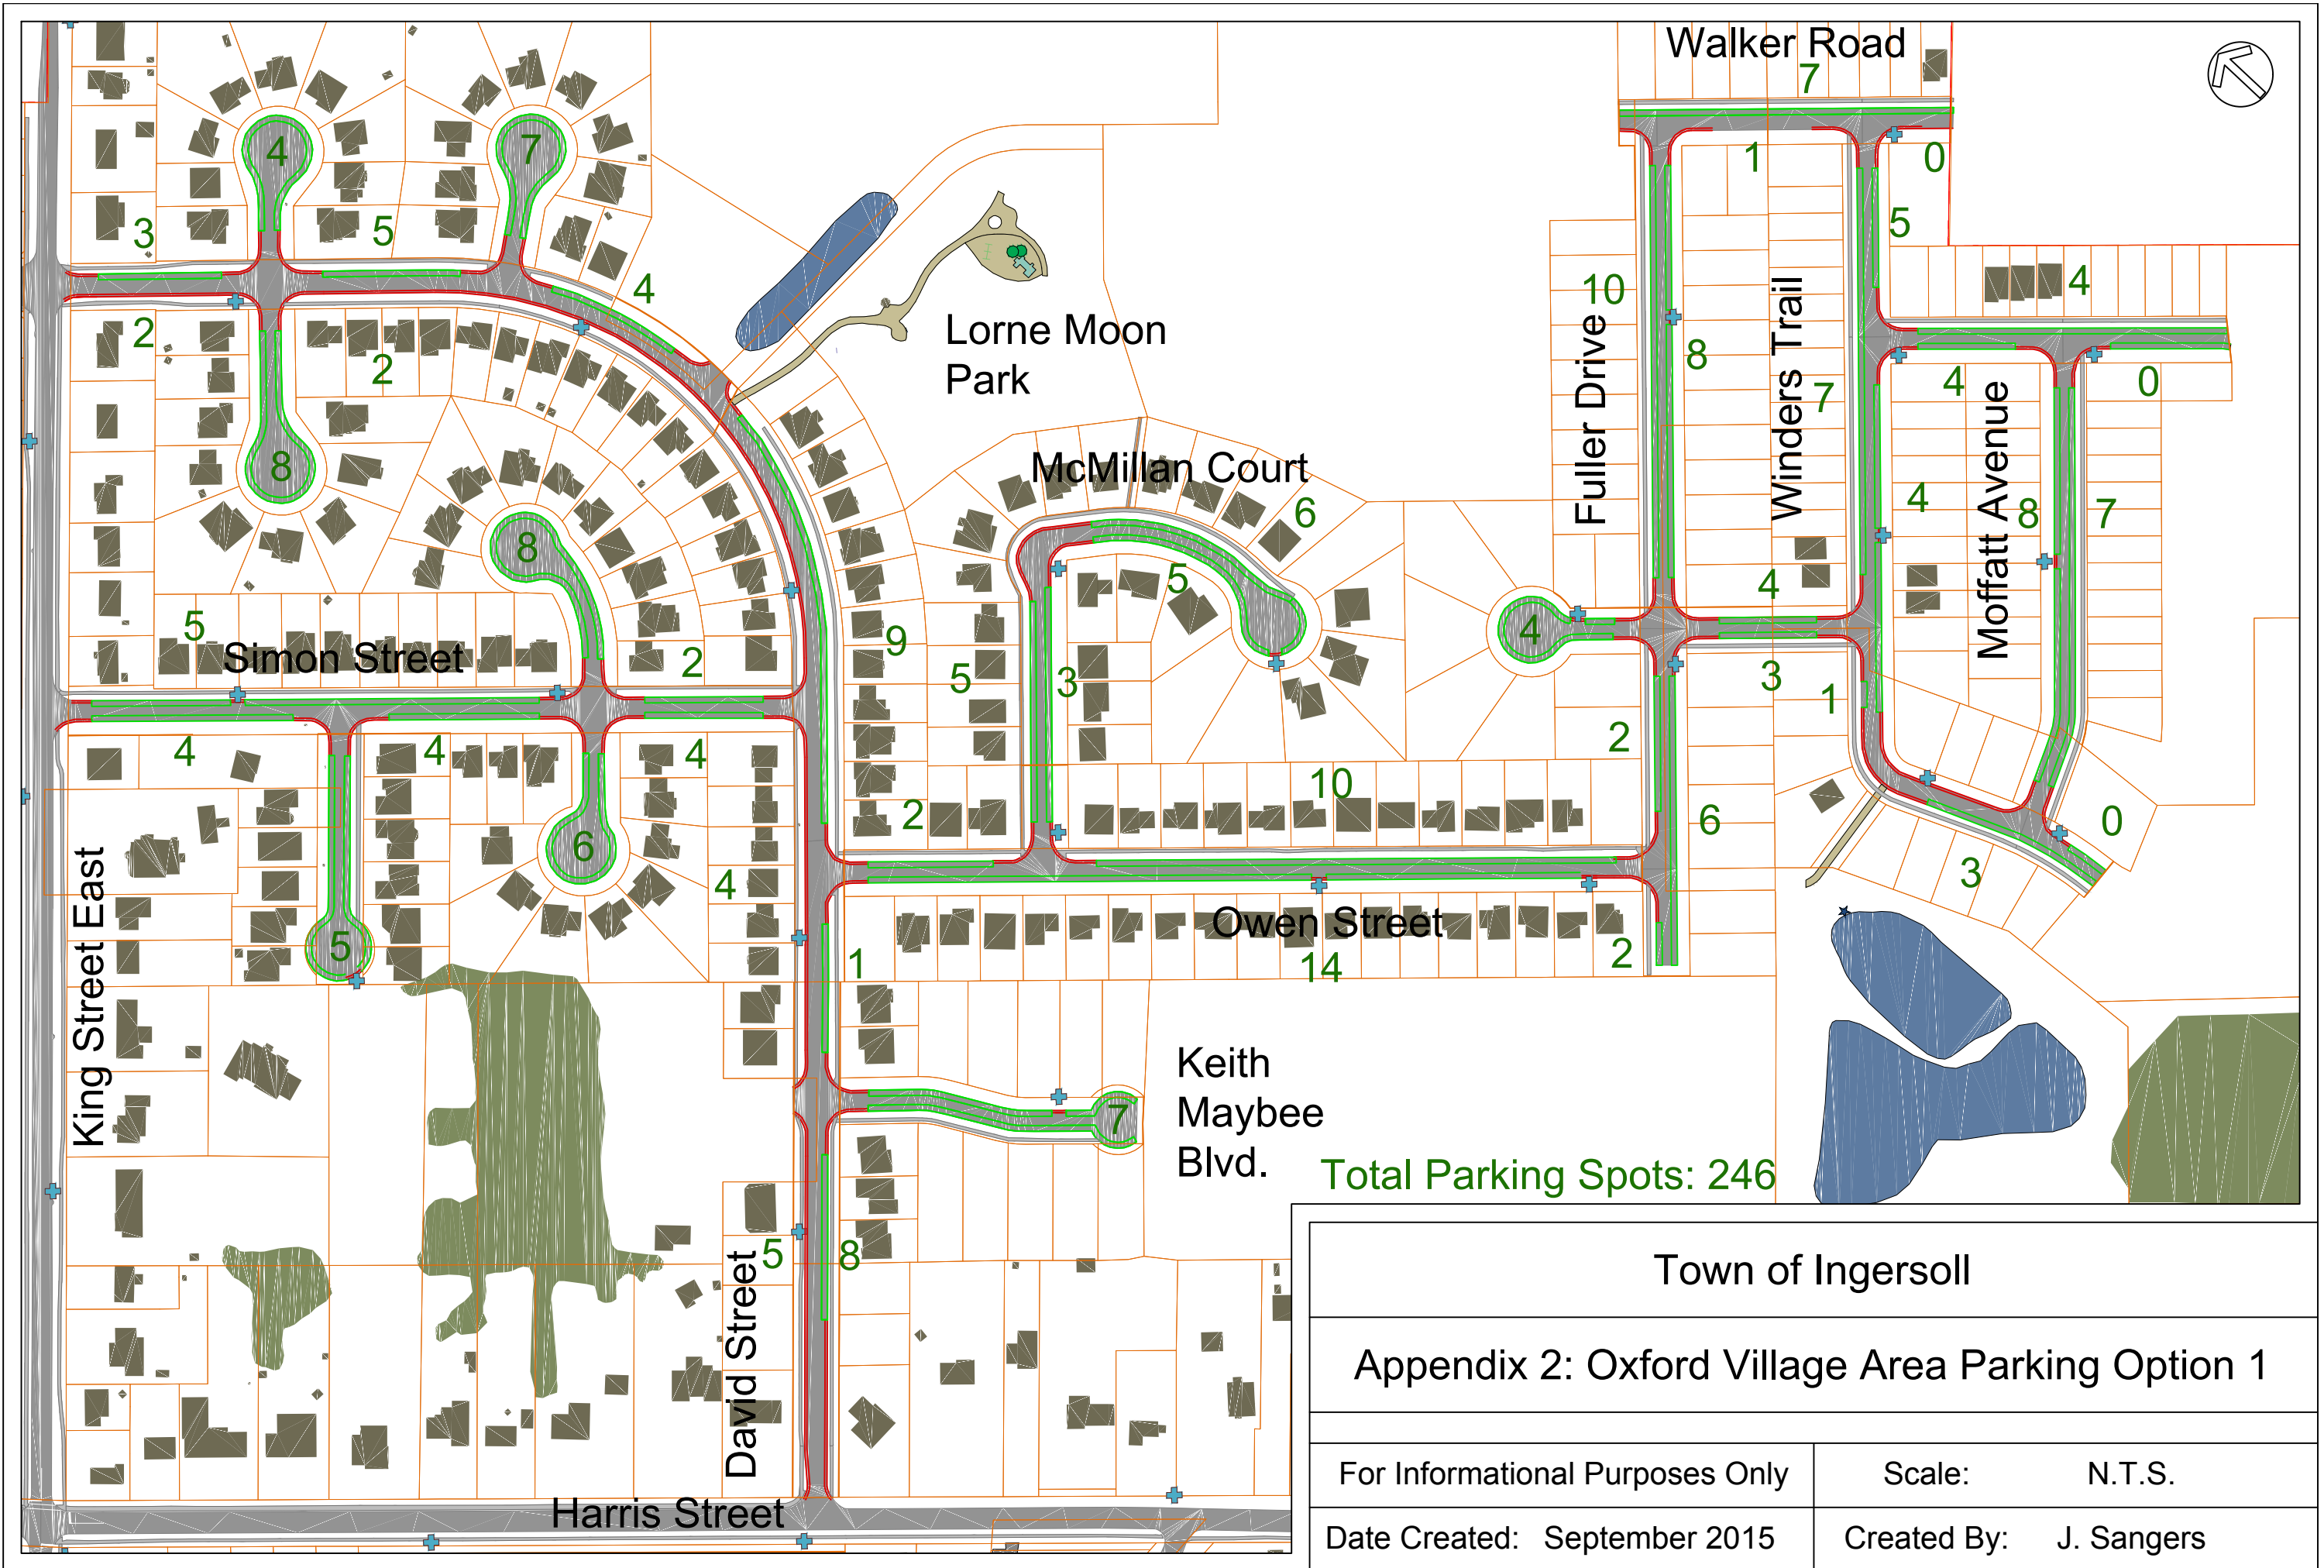 Walker Road
7
4
7
1
0
3
5
5
4
10
4
2
2
Lorne Moon
Park
8
4
0
Fuller Drive
Winders Trail
7
Moffatt Avenue
8
McMillan Court
6
4
8
7
8
5
4
5
Simon Street
9
2
5
3
4
3
1
4
4
4
2
10
2
6
6
0
4
3
King Street East
5
Owen Street
1
14
2
Keith
Maybee
Blvd.
7
Total Parking Spots: 246
5
8
David Street
Harris Street
Town of Ingersoll
Appendix 2: Oxford Village Area Parking Option 1
For Informational Purposes Only
Scale: N.T.S.
Date Created: September 2015
Created By: J. Sangers